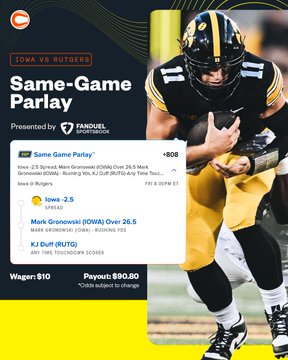 C
IOWA VS RUTGERS
Same-Game
Parlay
Presented by FANDUEL
SPORTSBOOK
SGP Same Game Parlay™ +808
Iowa -2.5 Spread, Mark Gronowski (IOWA) Over 26.5 Mark
Gronowski (IOWA) - Rushing Yds, KJ Duff (RUTG) Any Time Touc...
Iowa @ Rutgers FRI 8:00PM ET
Iowa -2.5
SPREAD
Mark Gronowski (IOWA) Over 26.5
MARK GRONOWSKI (IOWA) - RUSHING YDS
KJ Duff (RUTG)
ANY TIME TOUCHDOWN SCORER
Wager: $10 Payout: $90.80
*Odds subject to change
11
11